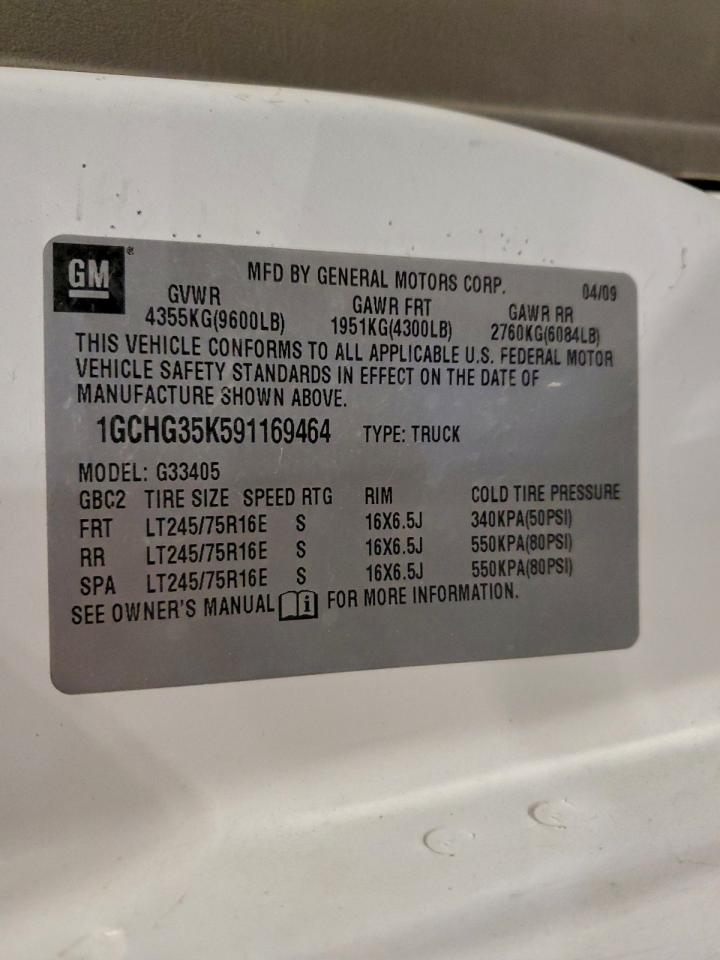 GM® MFD BY GENERAL MOTORS CORP. 04/09
GVWR GAWR FRT GAWR RR
4355KG(9600LB) 1951KG(4300LB) 2760KG(6084LB)
THIS VEHICLE CONFORMS TO ALL APPLICABLE U.S. FEDERAL MOTOR
VEHICLE SAFETY STANDARDS IN EFFECT ON THE DATE OF
MANUFACTURE SHOWN ABOVE.
1GCHG35K591169464 TYPE: TRUCK
MODEL: G33405
GBC2 TIRE SIZE SPEED RTG RIM COLD TIRE PRESSURE
FRT LT245/75R16E S 16X6.5J 340KPA(50PSI)
RR LT245/75R16E S 16X6.5J 550KPA(80PSI)
SPA LT245/75R16E S 16X6.5J 550KPA(80PSI)
SEE OWNER'S MANUAL i FOR MORE INFORMATION.